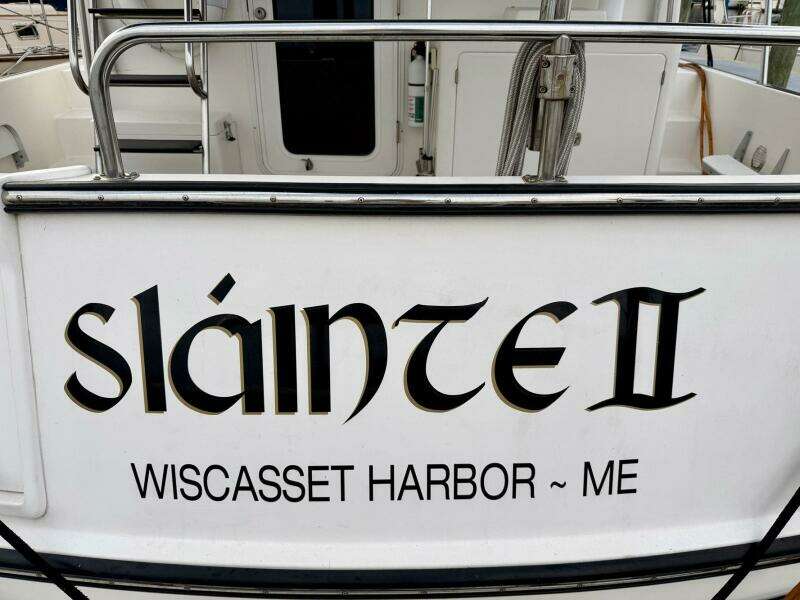 Sláinte II
WISCASSET HARBOR ~ ME